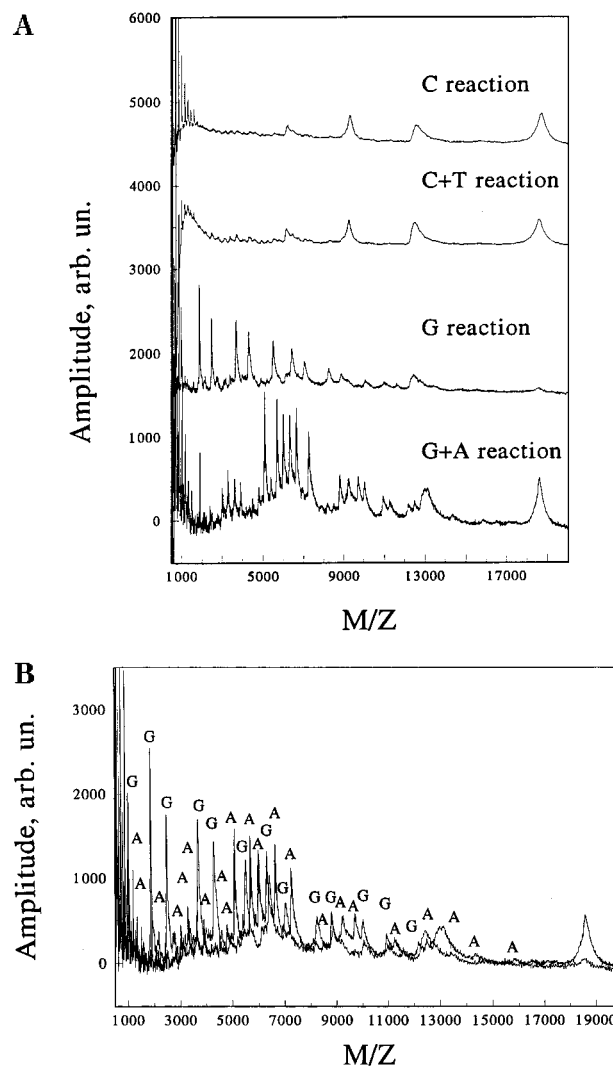 A
6000
5000
4000
3000
2000
1000
0
Amplitude, arb. un.
C reaction
C+T reaction
G reaction
G+A reaction
1000 5000 9000 13000 17000
M/Z
B
3000
2000
1000
0
Amplitude, arb. un.
G A A G A G A A A G A G A A A G A A G A G A G A G A A G G A G A A A A
1000 3000 5000 7000 9000 11000 13000 15000 17000 19000
M/Z